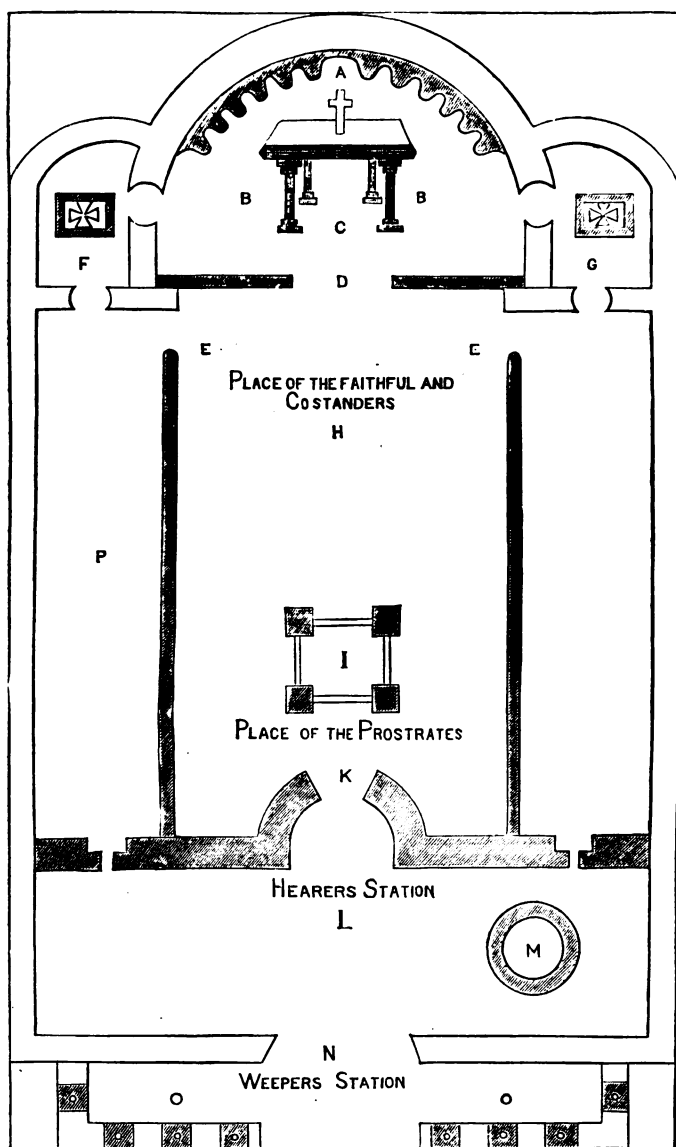 A
B B
C
F G
D
E E
PLACE OF THE FAITHFUL AND
COSTANDERS
H
P
I
PLACE OF THE PROSTRATES
K
HEARERS STATION
L
M
N
WEEPERS STATION